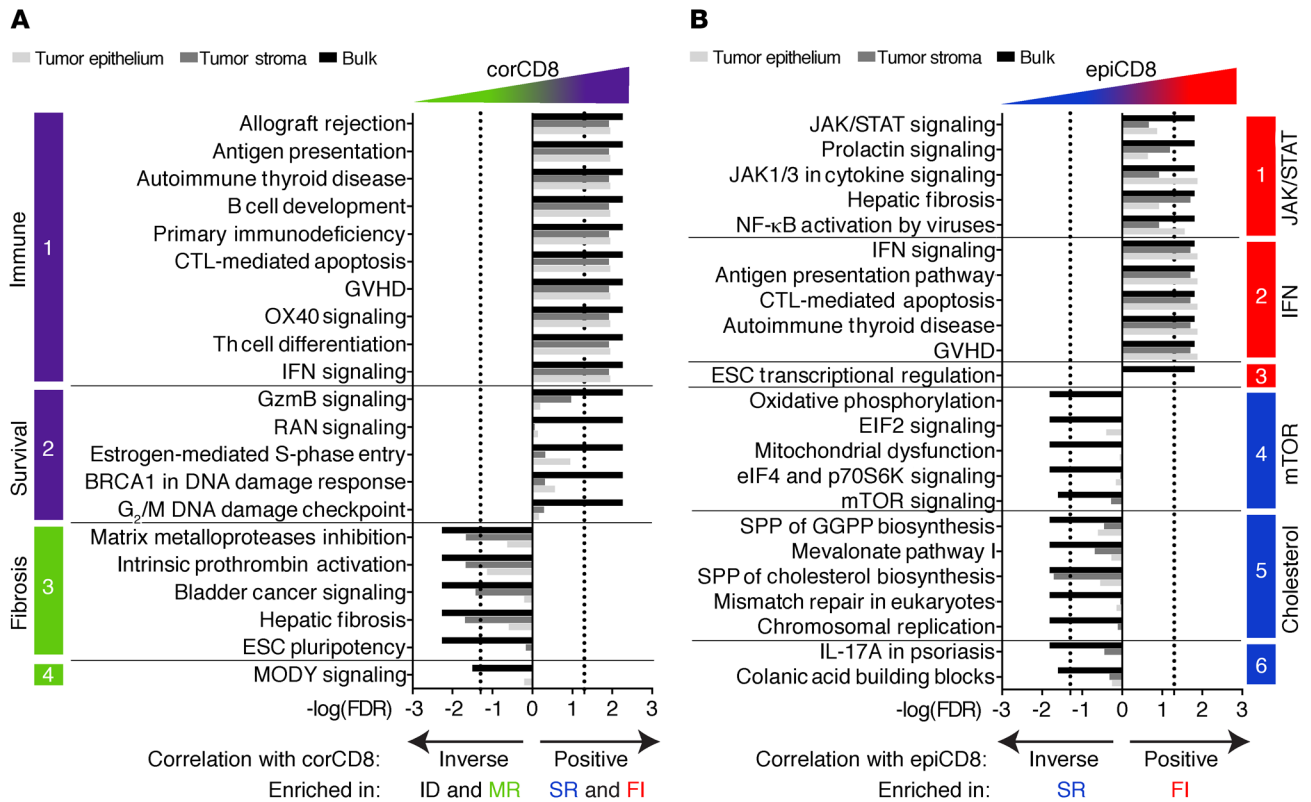 A
Tumor epithelium Tumor stroma Bulk
corCD8
Immune
1
Allograft rejection
Antigen presentation
Autoimmune thyroid disease
B cell development
Primary immunodeficiency
CTL-mediated apoptosis
GVHD
OX40 signaling
Th cell differentiation
IFN signaling
Survival
2
GzmB signaling
RAN signaling
Estrogen-mediated S-phase entry
BRCA1 in DNA damage response
G2/M DNA damage checkpoint
Fibrosis
3
Matrix metalloproteases inhibition
Intrinsic prothrombin activation
Bladder cancer signaling
Hepatic fibrosis
ESC pluripotency
4
MODY signaling
-log(FDR) -3 -2 -1 0 1 2 3
Correlation with corCD8: Inverse Positive
Enriched in: ID and MR SR and FI
B
Tumor epithelium Tumor stroma Bulk
epiCD8
JAK/STAT signaling
Prolactin signaling
JAK1/3 in cytokine signaling
Hepatic fibrosis
NF-κB activation by viruses
1
JAK/STAT
IFN signaling
Antigen presentation pathway
CTL-mediated apoptosis
Autoimmune thyroid disease
GVHD
2
IFN
ESC transcriptional regulation
3
Oxidative phosphorylation
EIF2 signaling
Mitochondrial dysfunction
eIF4 and p70S6K signaling
mTOR signaling
4
mTOR
SPP of GGPP biosynthesis
Mevalonate pathway I
SPP of cholesterol biosynthesis
Mismatch repair in eukaryotes
Chromosomal replication
5
Cholesterol
IL-17A in psoriasis
Colanic acid building blocks
6
-log(FDR) -3 -2 -1 0 1 2 3
Correlation with epiCD8: Inverse Positive
Enriched in: SR FI